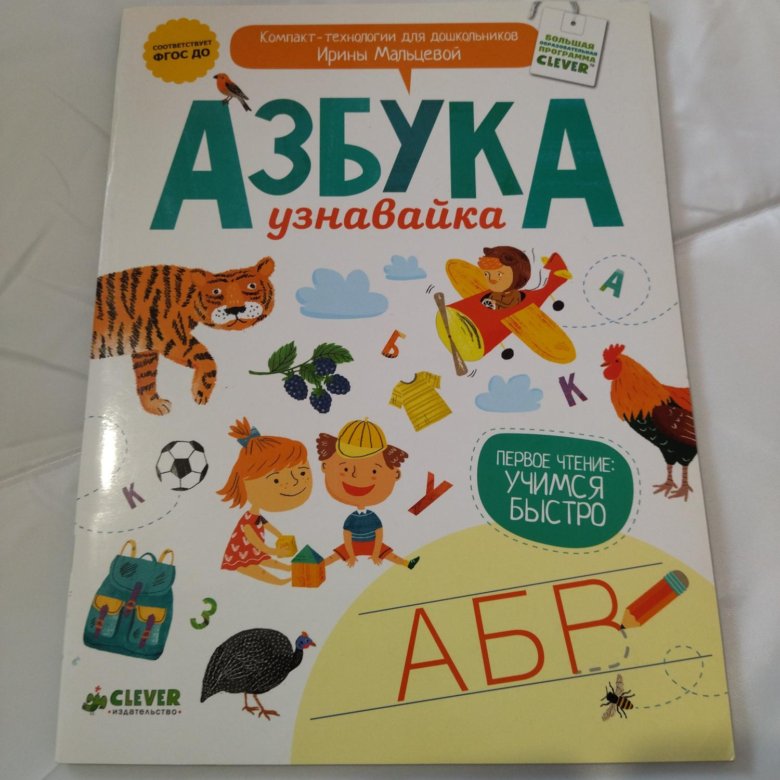 СООТВЕТСТВУЕТ
ФГОС ДО
Компакт-технологии для дошкольников
Ирины Мальцевой
БОЛЬШАЯ
ОБРАЗОВАТЕЛЬНАЯ
ПРОГРАММА
CLEVER™
АЗБУКА
узнавайка
А
Б
К
ПЕРВОЕ ЧТЕНИЕ:
УЧИМСЯ
БЫСТРО
К
У
З
АБВ
CLEVER
издательство